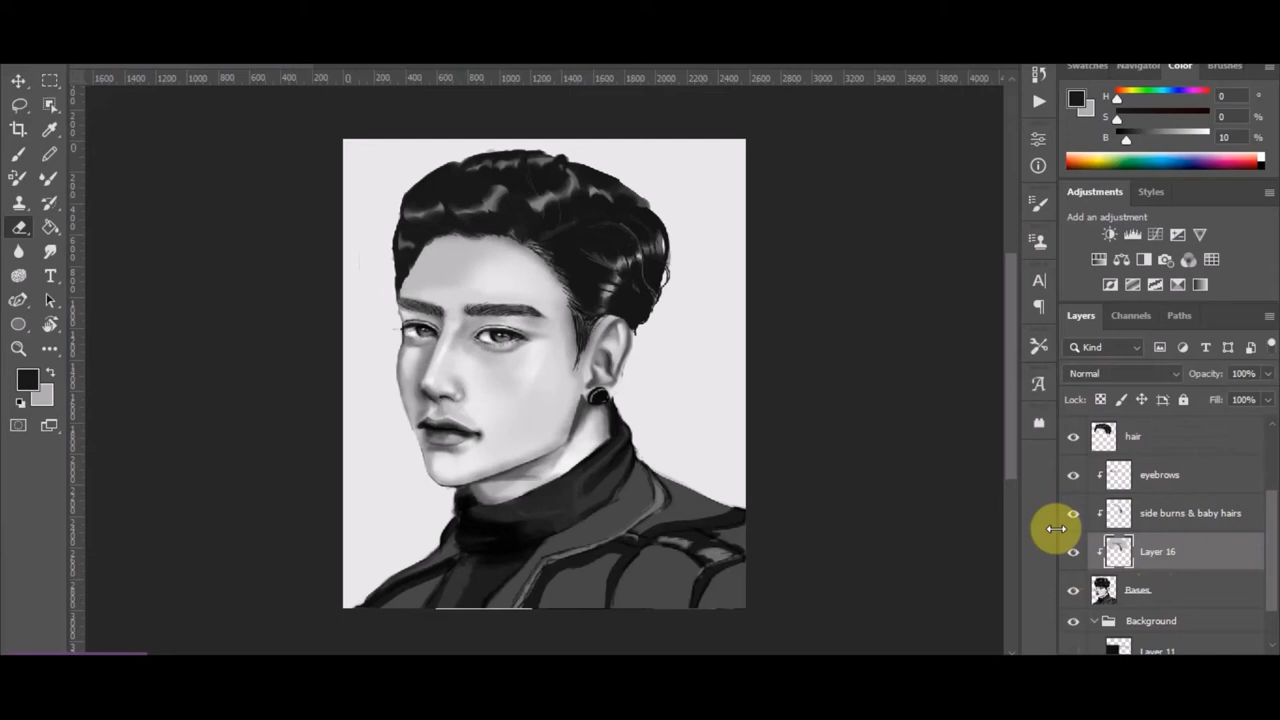 Swatches Navigator Color Brushes
1600 1400 1200 1000 800 600 400 200 0 200 400 600 800 1000 1200 1400 1600 1800 2000 2200 2400 2600 2800 3000 3200 3400 3600 3800 4000
H 0 °
S 0 %
B 10 %
Adjustments Styles
Add an adjustment
Layers Channels Paths
Kind
Normal Opacity: 100%
Lock: Fill: 100%
hair
eyebrows
side burns & baby hairs
Layer 16
Bases
Background
Layer 11